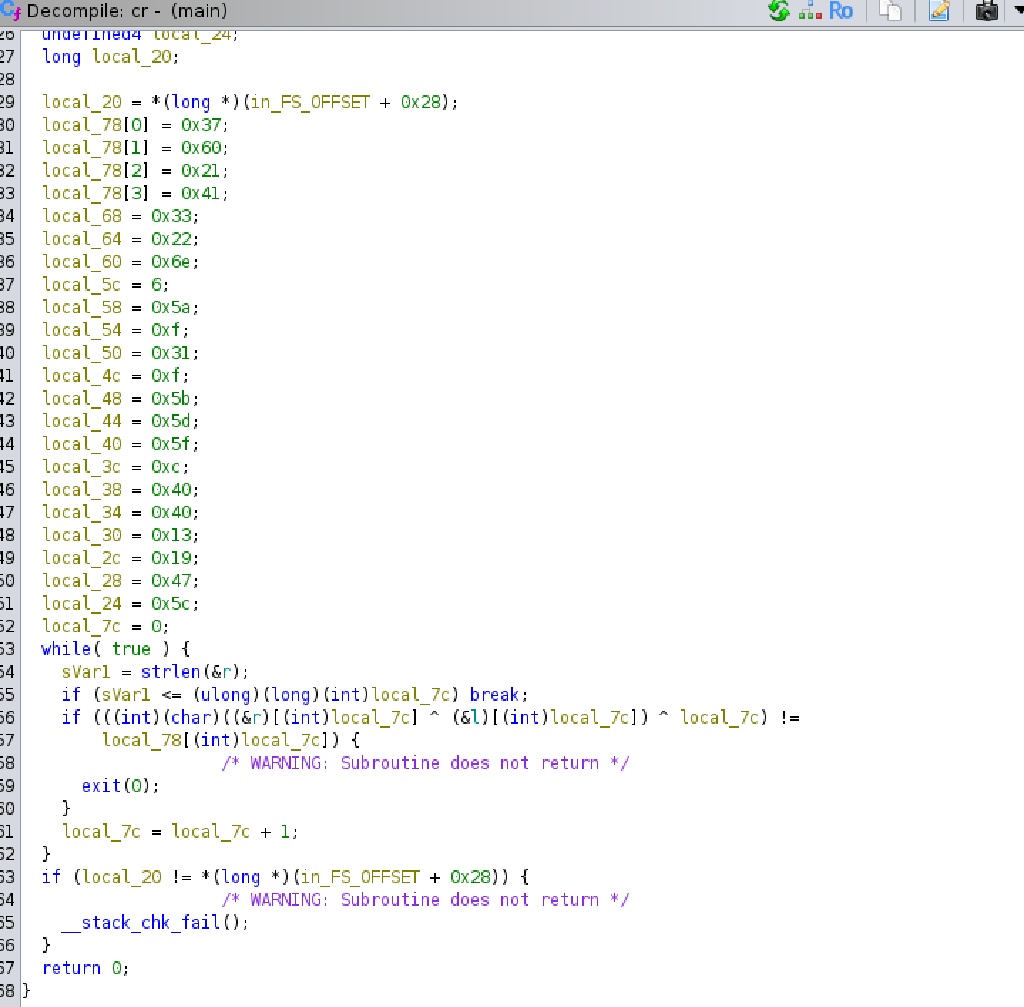 Decompile: cr - (main)
Ro
26 undefined4 local_24;
27 long local_20;
28
29 local_20 = *(long *)(in_FS_OFFSET + 0x28);
30 local_78[0] = 0x37;
31 local_78[1] = 0x60;
32 local_78[2] = 0x21;
33 local_78[3] = 0x41;
34 local_68 = 0x33;
35 local_64 = 0x22;
36 local_60 = 0x6e;
37 local_5c = 6;
38 local_58 = 0x5a;
39 local_54 = 0xf;
40 local_50 = 0x31;
41 local_4c = 0xf;
42 local_48 = 0x5b;
43 local_44 = 0x5d;
44 local_40 = 0x5f;
45 local_3c = 0xc;
46 local_38 = 0x40;
47 local_34 = 0x40;
48 local_30 = 0x13;
49 local_2c = 0x19;
50 local_28 = 0x47;
51 local_24 = 0x5c;
52 local_7c = 0;
53 while( true ) {
54 sVar1 = strlen(&r);
55 if (sVar1 <= (ulong)(long)(int)local_7c) break;
56 if (((int)(char)((&r)[(int)local_7c] ^ (&l)[(int)local_7c]) ^ local_7c) !=
57 local_78[(int)local_7c]) {
58 /* WARNING: Subroutine does not return */
59 exit(0);
60 }
61 local_7c = local_7c + 1;
62 }
63 if (local_20 != *(long *)(in_FS_OFFSET + 0x28)) {
64 /* WARNING: Subroutine does not return */
65 __stack_chk_fail();
66 }
67 return 0;
68 }